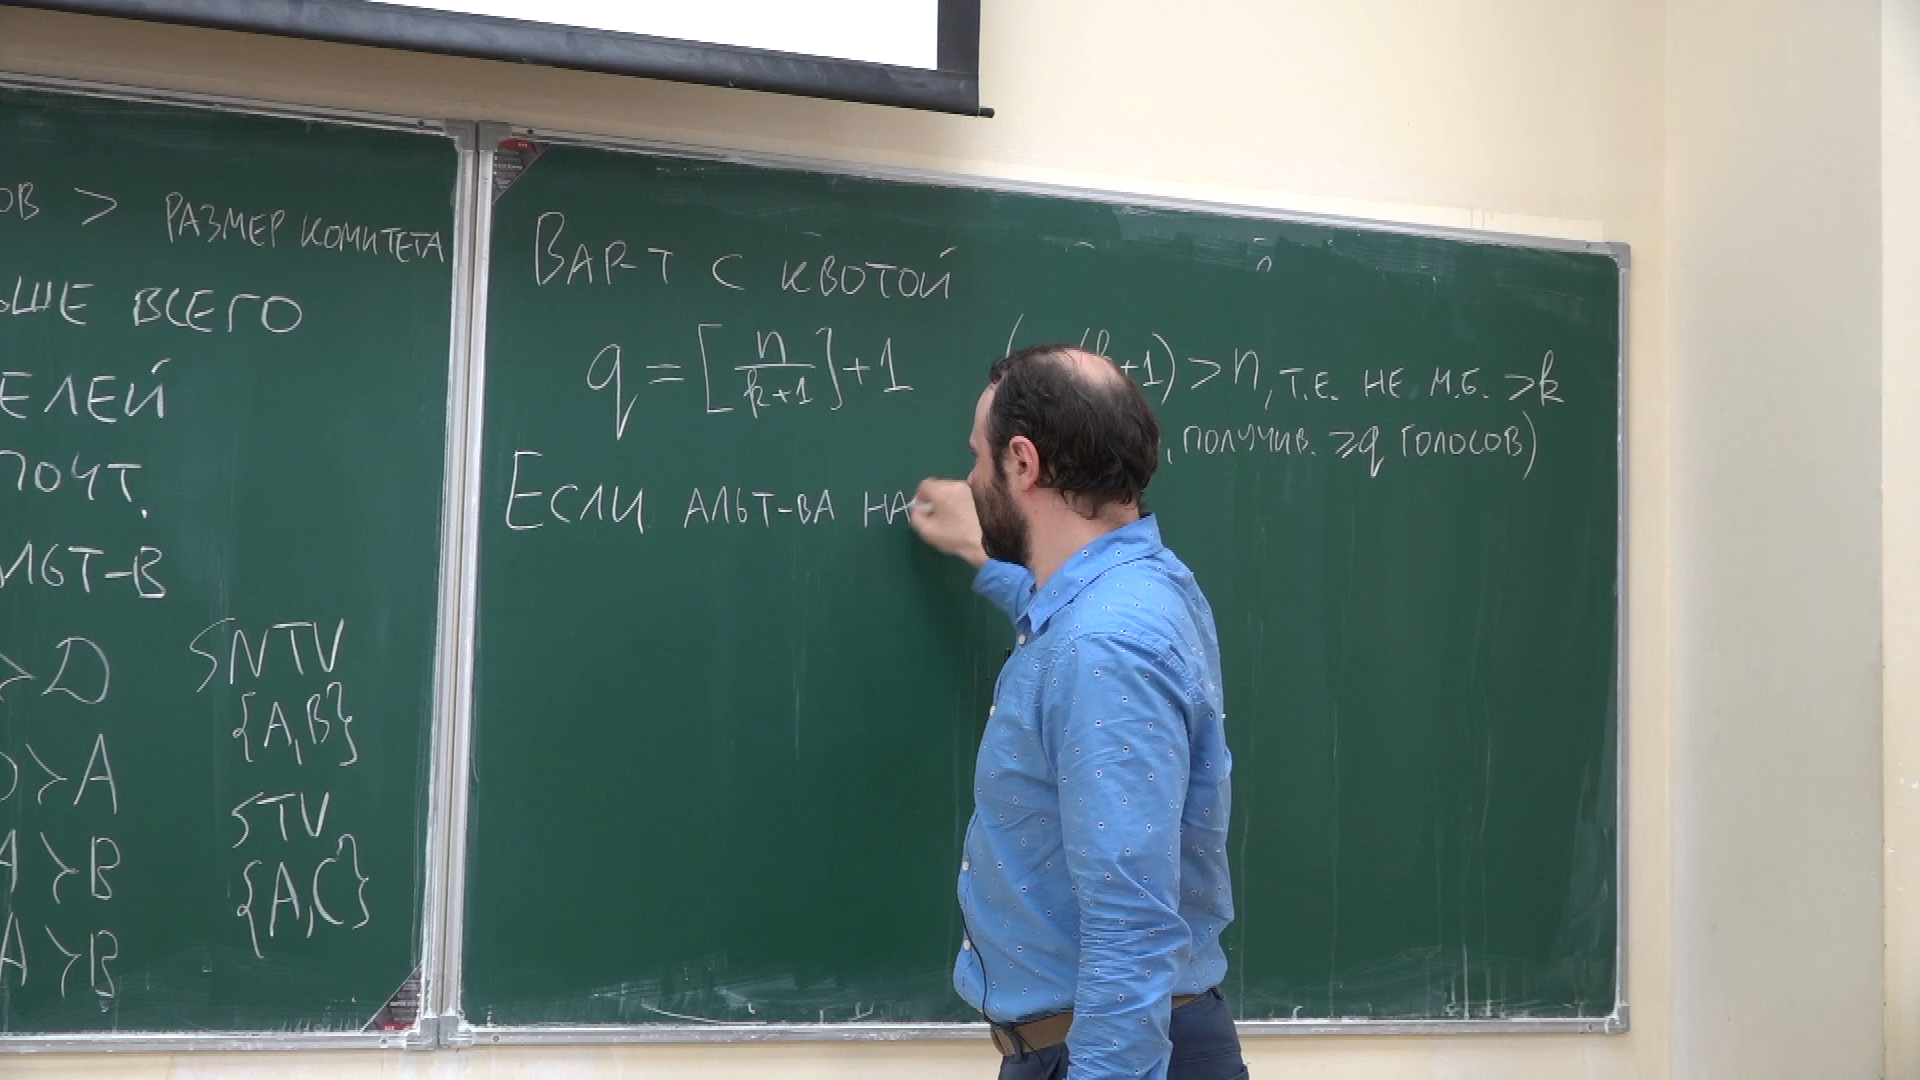 ОВ > РАЗМЕР КОМИТЕТА
ЬШЕ ВСЕГО
ЕЛЕЙ
ПОЧТ.
ЛЬТ-В
>D
SNTV
{A,B}
D>A
STV
A>B
{A,C}
A>B
ВАР-Т С КВОТОЙ
q = [n/(k+1)]+1
+1) > n, Т.Е. НЕ М.Б. >k
, ПОЛУЧИВ. ⩾q ГОЛОСОВ)
ЕСЛИ АЛЬТ-ВА НА